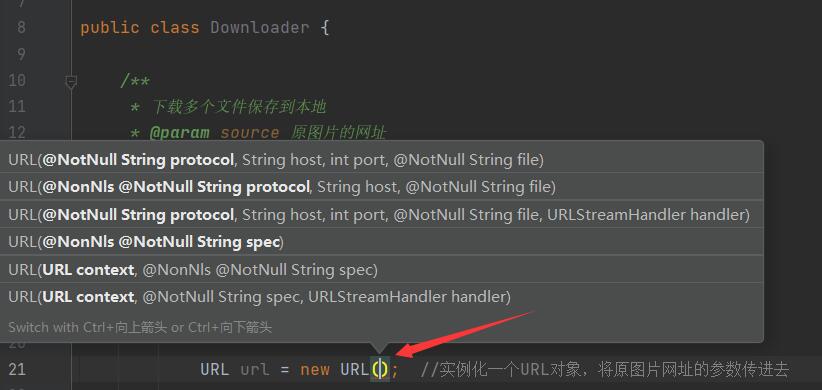 7
8 public class Downloader {
9
10 /**
11 * 下载多个文件保存到本地
12 * @param source 原图片的网址
URL(@NotNull String protocol, String host, int port, @NotNull String file)
URL(@NonNls @NotNull String protocol, String host, @NotNull String file)
URL(@NotNull String protocol, String host, int port, @NotNull String file, URLStreamHandler handler)
URL(@NonNls @NotNull String spec)
URL(URL context, @NonNls @NotNull String spec)
URL(URL context, @NotNull String spec, URLStreamHandler handler)
Switch with Ctrl+向上箭头 or Ctrl+向下箭头
21 URL url = new URL(); //实例化一个URL对象，将原图片网址的参数传进去